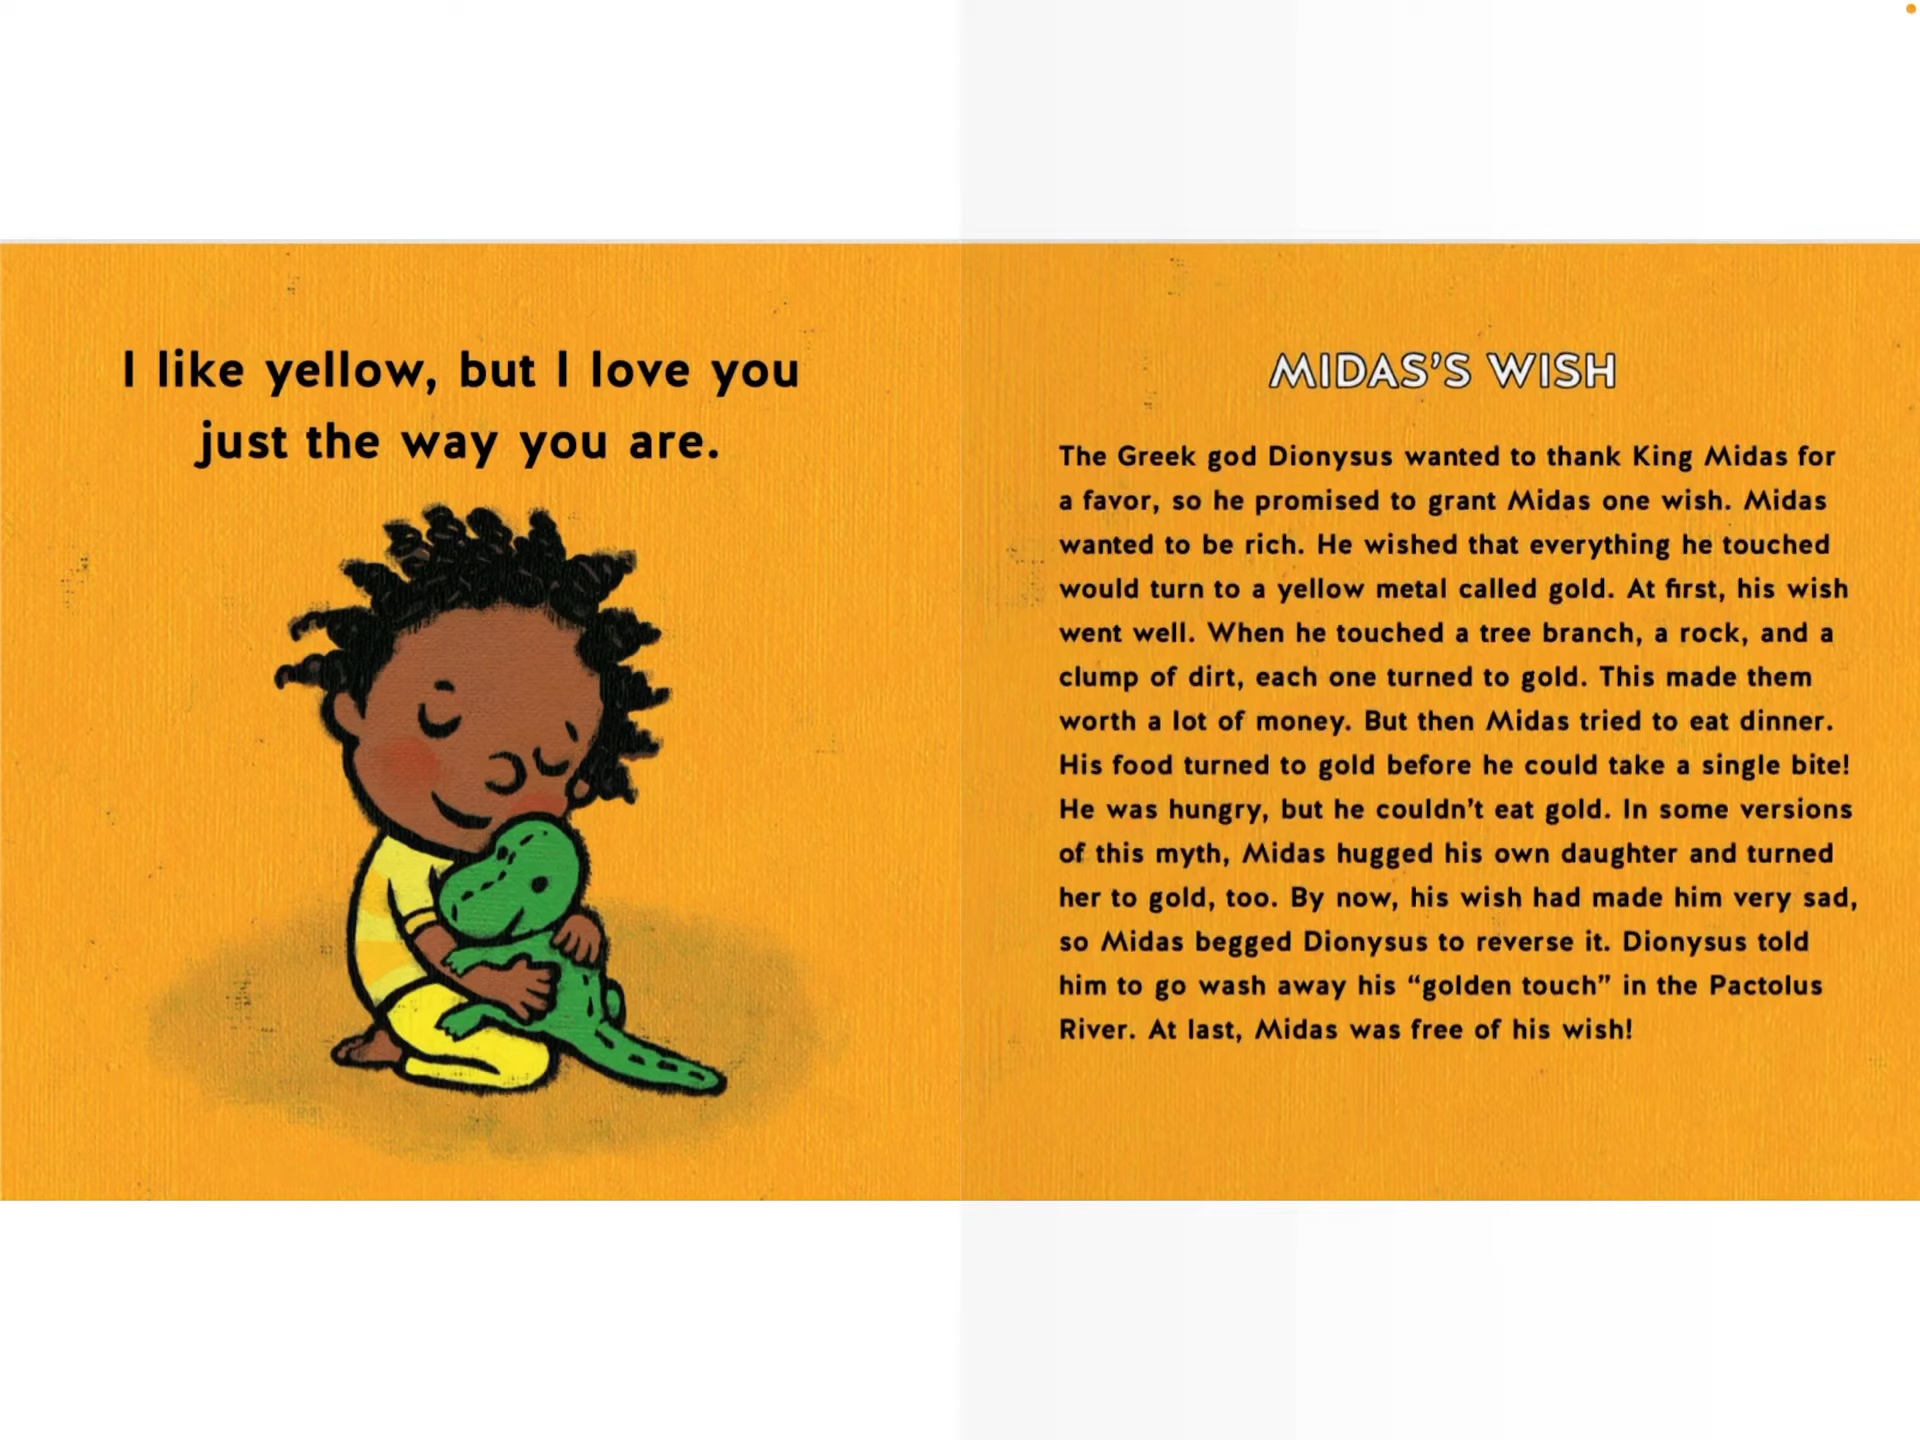 I like yellow, but I love you
just the way you are.
MIDAS'S WISH
The Greek god Dionysus wanted to thank King Midas for
a favor, so he promised to grant Midas one wish. Midas
wanted to be rich. He wished that everything he touched
would turn to a yellow metal called gold. At first, his wish
went well. When he touched a tree branch, a rock, and a
clump of dirt, each one turned to gold. This made them
worth a lot of money. But then Midas tried to eat dinner.
His food turned to gold before he could take a single bite!
He was hungry, but he couldn't eat gold. In some versions
of this myth, Midas hugged his own daughter and turned
her to gold, too. By now, his wish had made him very sad,
so Midas begged Dionysus to reverse it. Dionysus told
him to go wash away his “golden touch” in the Pactolus
River. At last, Midas was free of his wish!